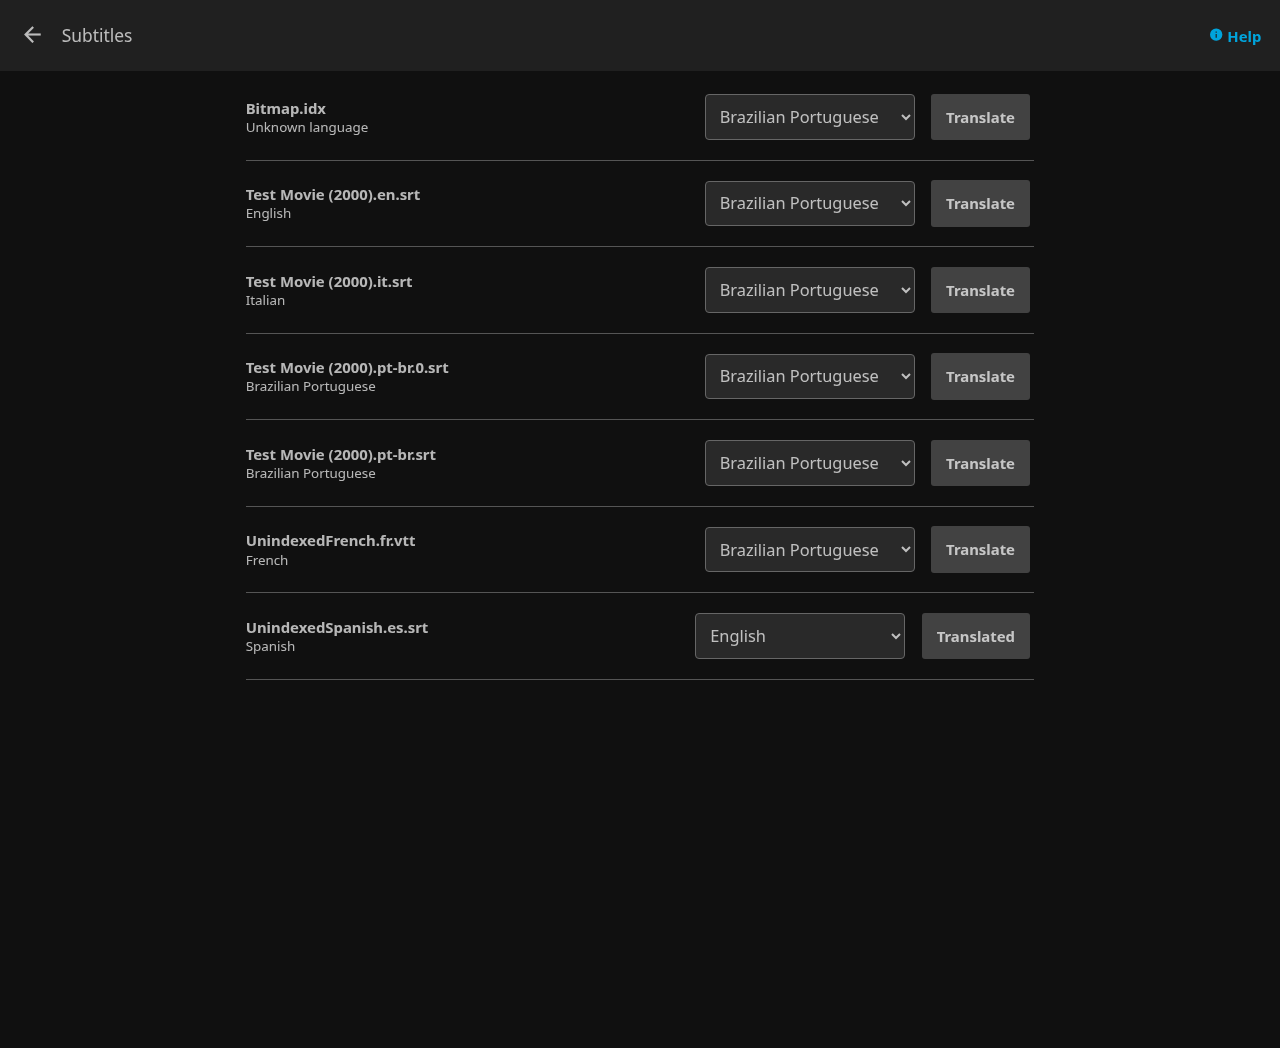 Subtitles
Help
Bitmap.idx
Unknown language
Brazilian Portuguese
Translate
Test Movie (2000).en.srt
English
Brazilian Portuguese
Translate
Test Movie (2000).it.srt
Italian
Brazilian Portuguese
Translate
Test Movie (2000).pt-br.0.srt
Brazilian Portuguese
Brazilian Portuguese
Translate
Test Movie (2000).pt-br.srt
Brazilian Portuguese
Brazilian Portuguese
Translate
UnindexedFrench.fr.vtt
French
Brazilian Portuguese
Translate
UnindexedSpanish.es.srt
Spanish
English
Translated